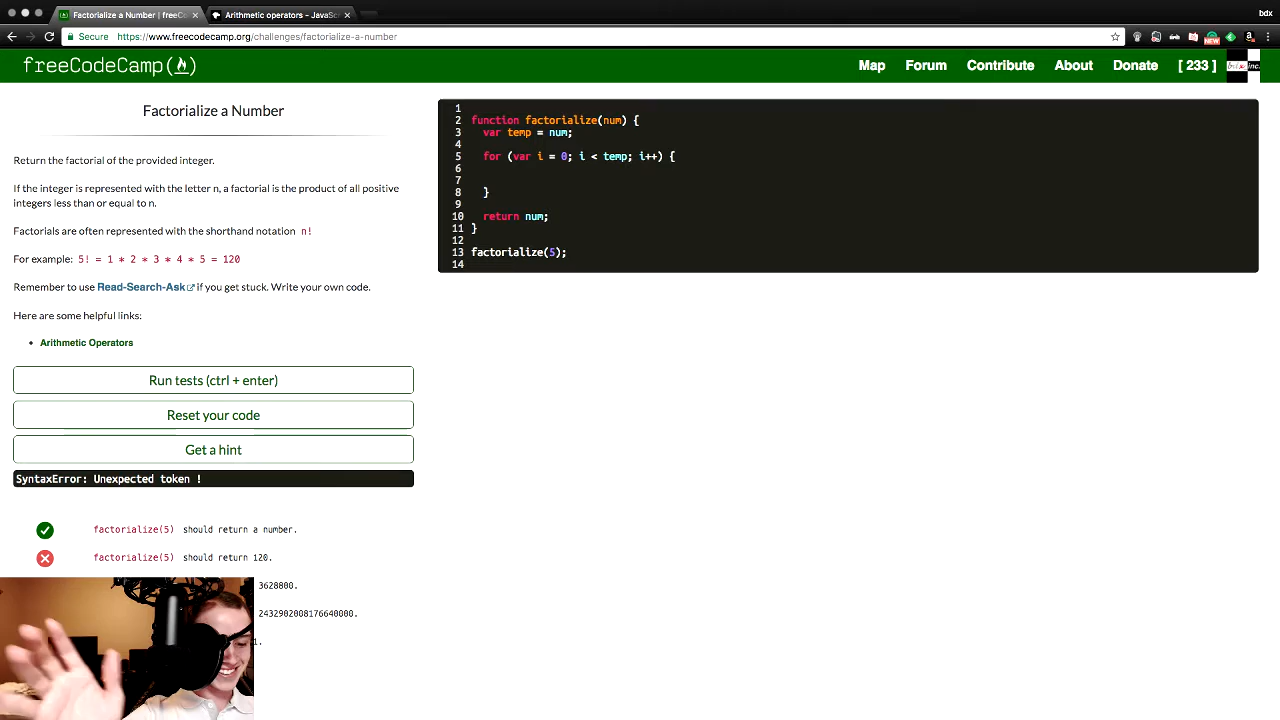 Factorialize a Number | freeC
Arithmetic operators - JavaSc
bdx
Secure https://www.freecodecamp.org/challenges/factorialize-a-number
NEW
freeCodeCamp
Map Forum Contribute About Donate [ 233 ]
inc.
Factorialize a Number
Return the factorial of the provided integer.
If the integer is represented with the letter n, a factorial is the product of all positive
integers less than or equal to n.
Factorials are often represented with the shorthand notation n!
For example: 5! = 1 * 2 * 3 * 4 * 5 = 120
Remember to use Read-Search-Ask if you get stuck. Write your own code.
Here are some helpful links:
Arithmetic Operators
Run tests (ctrl + enter)
Reset your code
Get a hint
SyntaxError: Unexpected token !
factorialize(5) should return a number.
factorialize(5) should return 120.
3628800.
2432902008176640000.
1.
1
2 function factorialize(num) {
3 var temp = num;
4
5 for (var i = 0; i < temp; i++) {
6
7
8 }
9
10 return num;
11 }
12
13 factorialize(5);
14